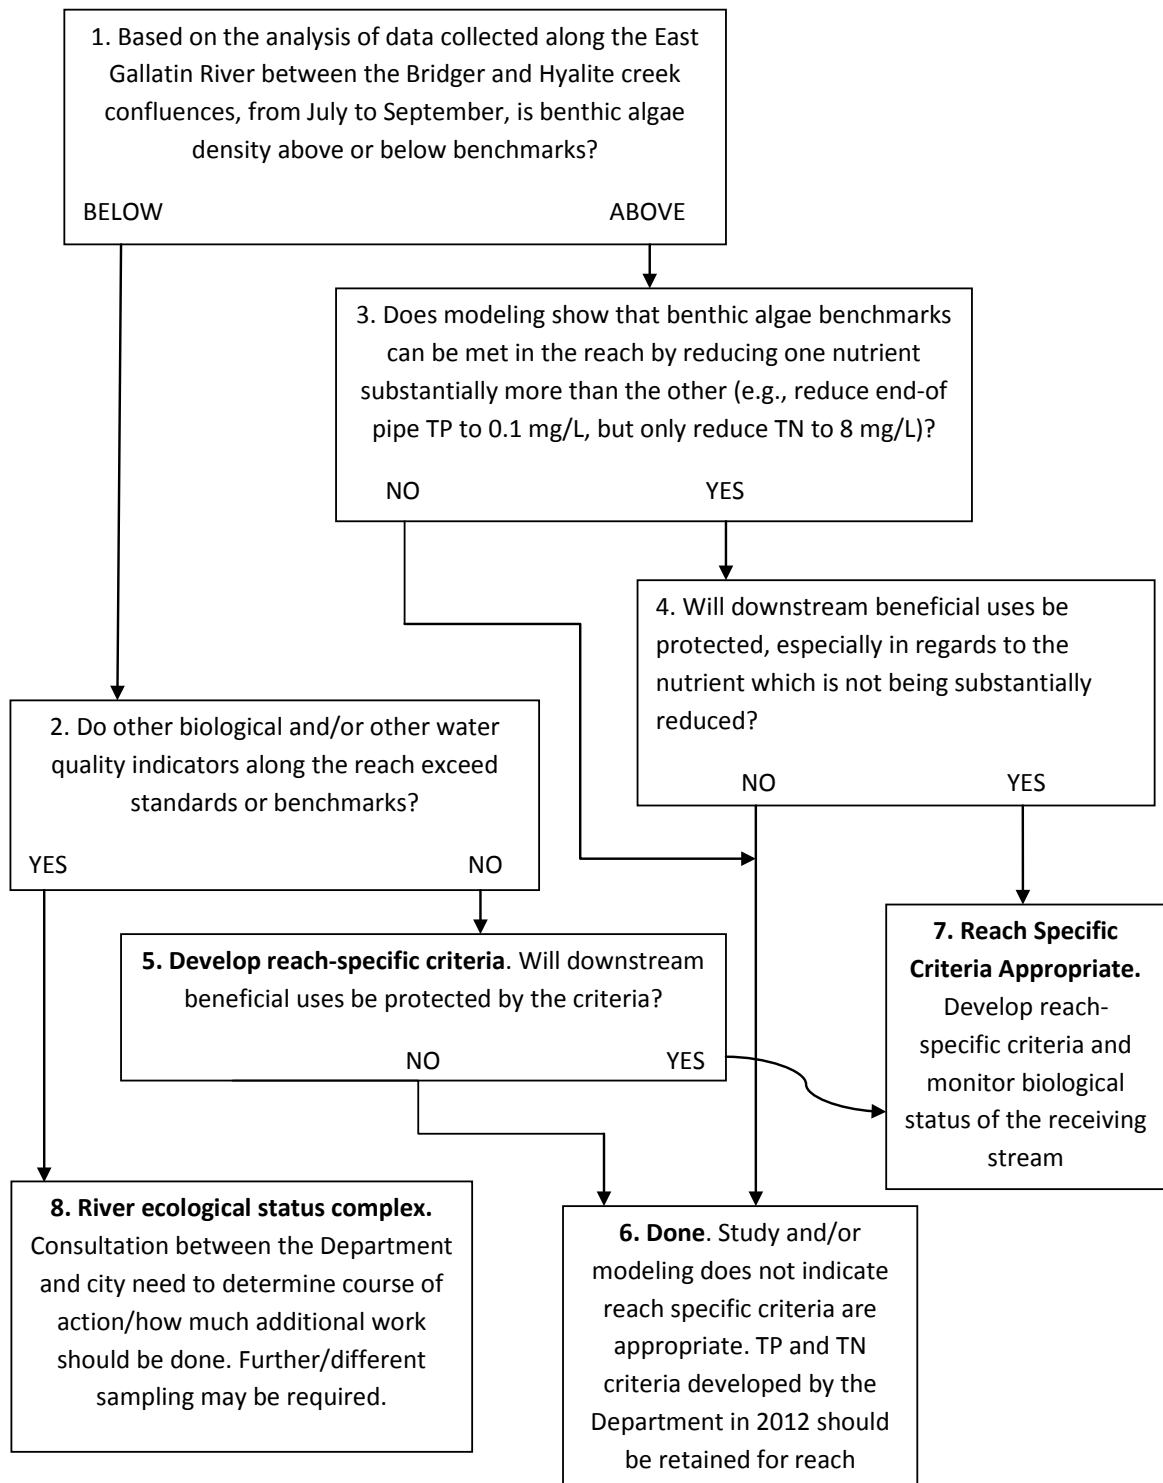 1. Based on the analysis of data collected along the East
Gallatin River between the Bridger and Hyalite creek
confluences, from July to September, is benthic algae
density above or below benchmarks?
BELOW ABOVE
3. Does modeling show that benthic algae benchmarks
can be met in the reach by reducing one nutrient
substantially more than the other (e.g., reduce end-of
pipe TP to 0.1 mg/L, but only reduce TN to 8 mg/L)?
NO YES
4. Will downstream beneficial uses be
protected, especially in regards to the
nutrient which is not being substantially
reduced?
NO YES
2. Do other biological and/or other water
quality indicators along the reach exceed
standards or benchmarks?
YES NO
5. Develop reach-specific criteria. Will downstream
beneficial uses be protected by the criteria?
NO YES
7. Reach Specific
Criteria Appropriate.
Develop reach-
specific criteria and
monitor biological
status of the receiving
stream
8. River ecological status complex.
Consultation between the Department
and city need to determine course of
action/how much additional work
should be done. Further/different
sampling may be required.
6. Done. Study and/or
modeling does not indicate
reach specific criteria are
appropriate. TP and TN
criteria developed by the
Department in 2012 should
be retained for reach